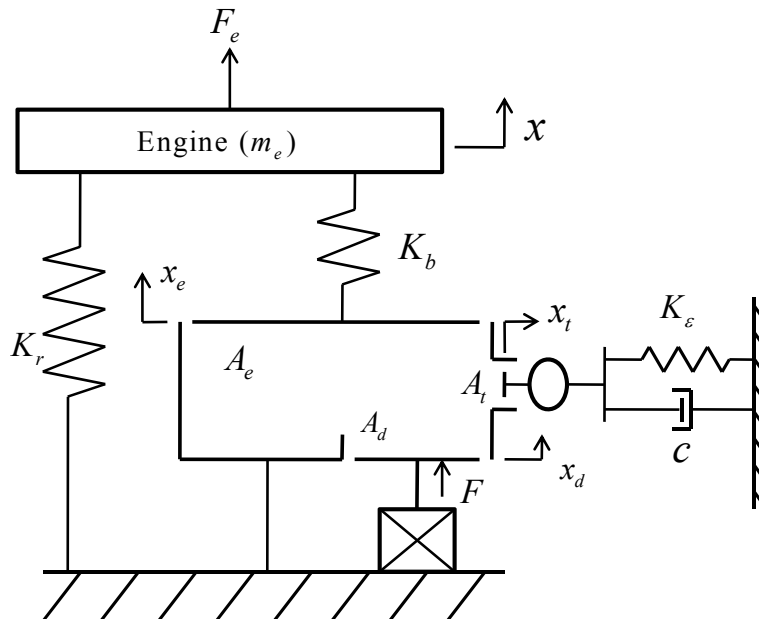 F_e
Engine (m_e)
x
K_b
x_e
x_t
K_ε
K_r
A_e
A_t
A_d
c
F
x_d